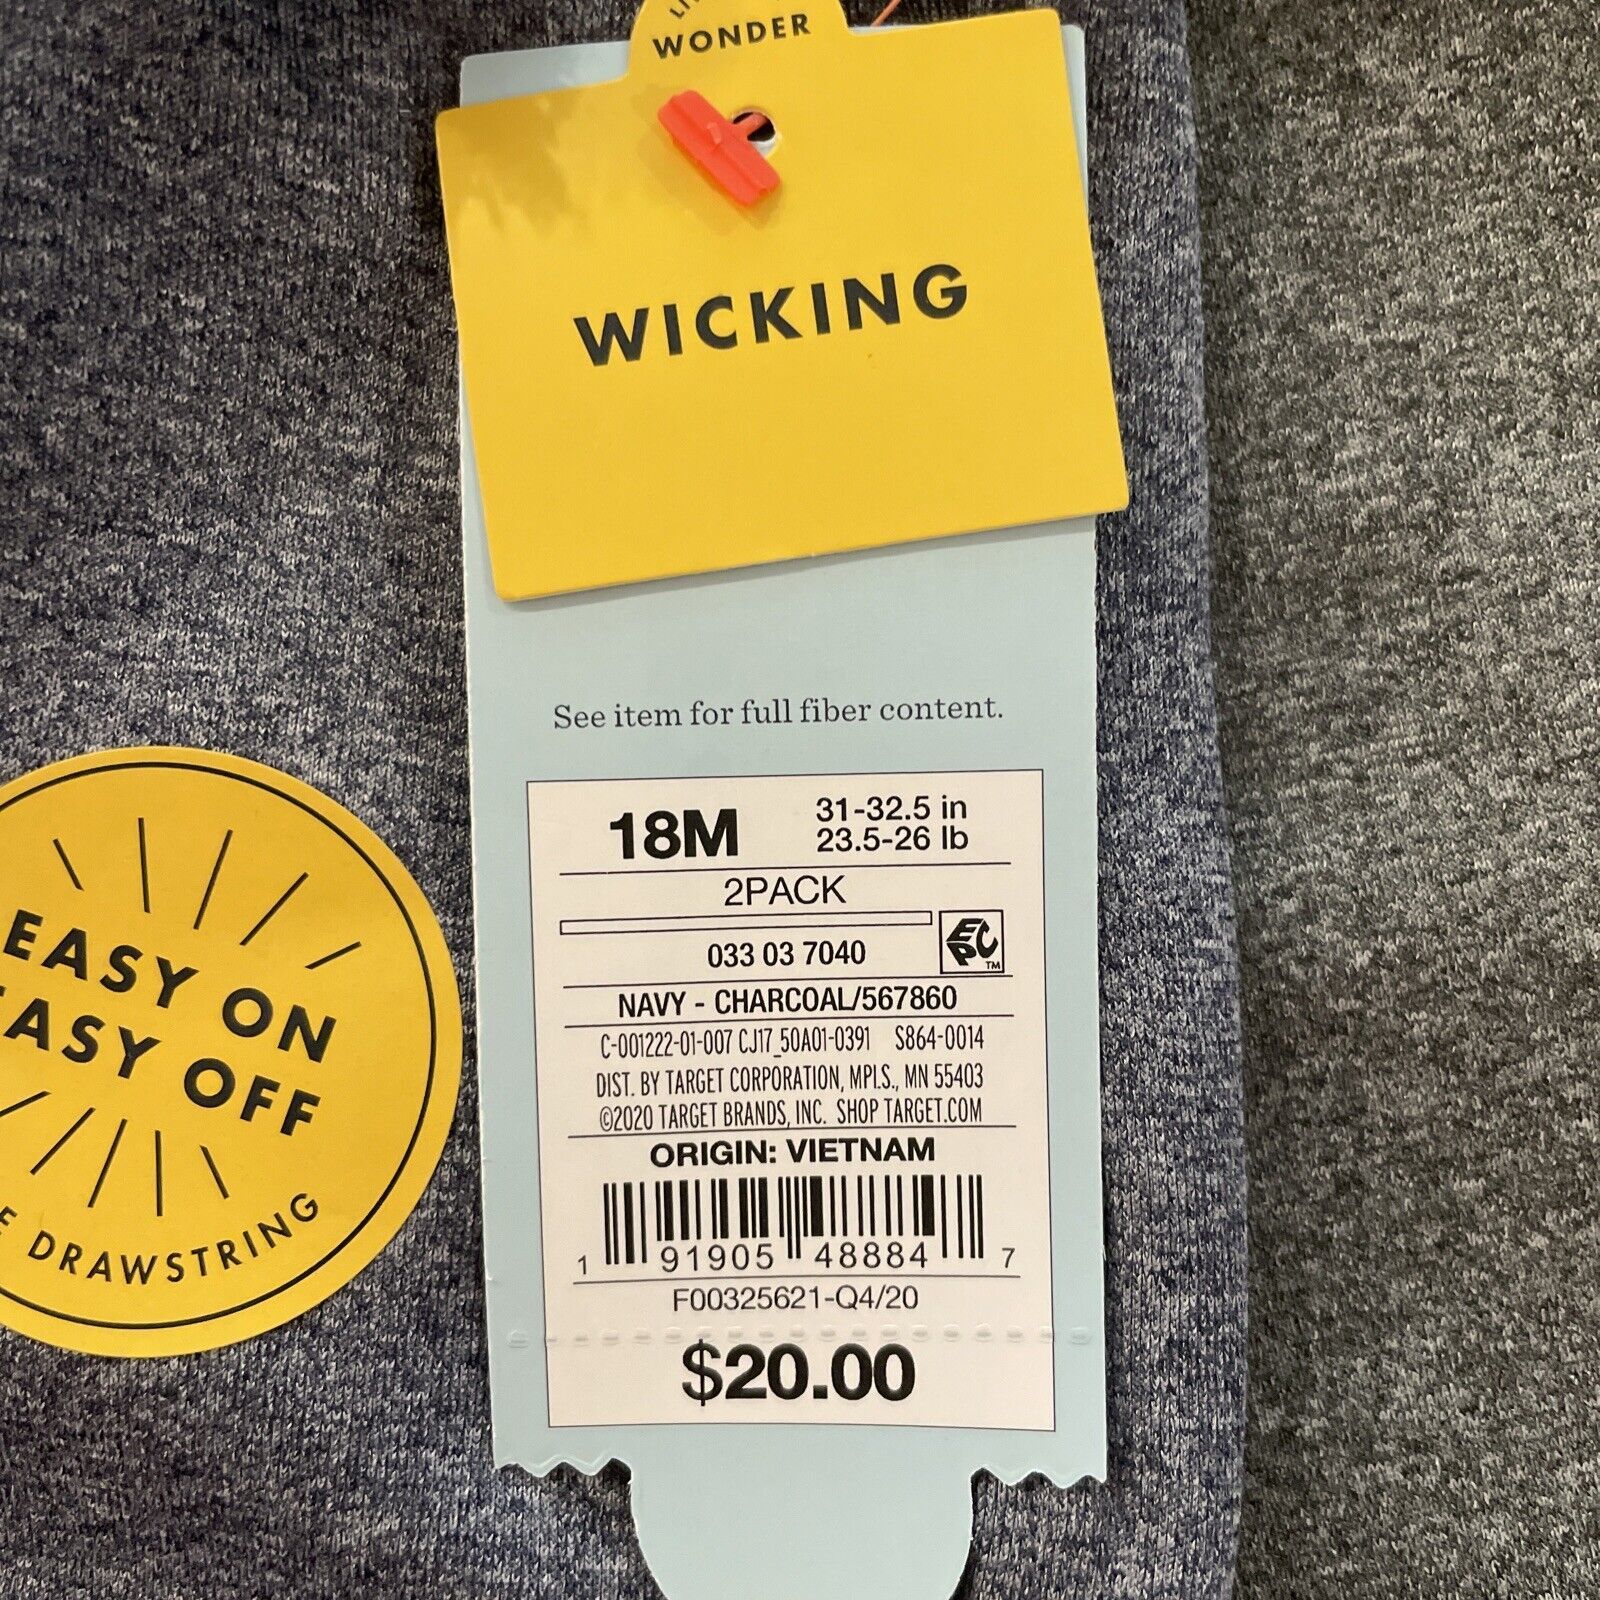 WONDER
WICKING
See item for full fiber content.
18M
31-32.5 in
23.5-26 lb
2PACK
033 03 7040
EPC TM
NAVY - CHARCOAL/567860
C-001222-01-007 CJ17_50A01-0391 S864-0014
DIST. BY TARGET CORPORATION, MPLS., MN 55403
©2020 TARGET BRANDS, INC. SHOP TARGET.COM
ORIGIN: VIETNAM
1 91905 48884 7
F00325621-Q4/20
$20.00
EASY ON
EASY OFF
DRAWSTRING